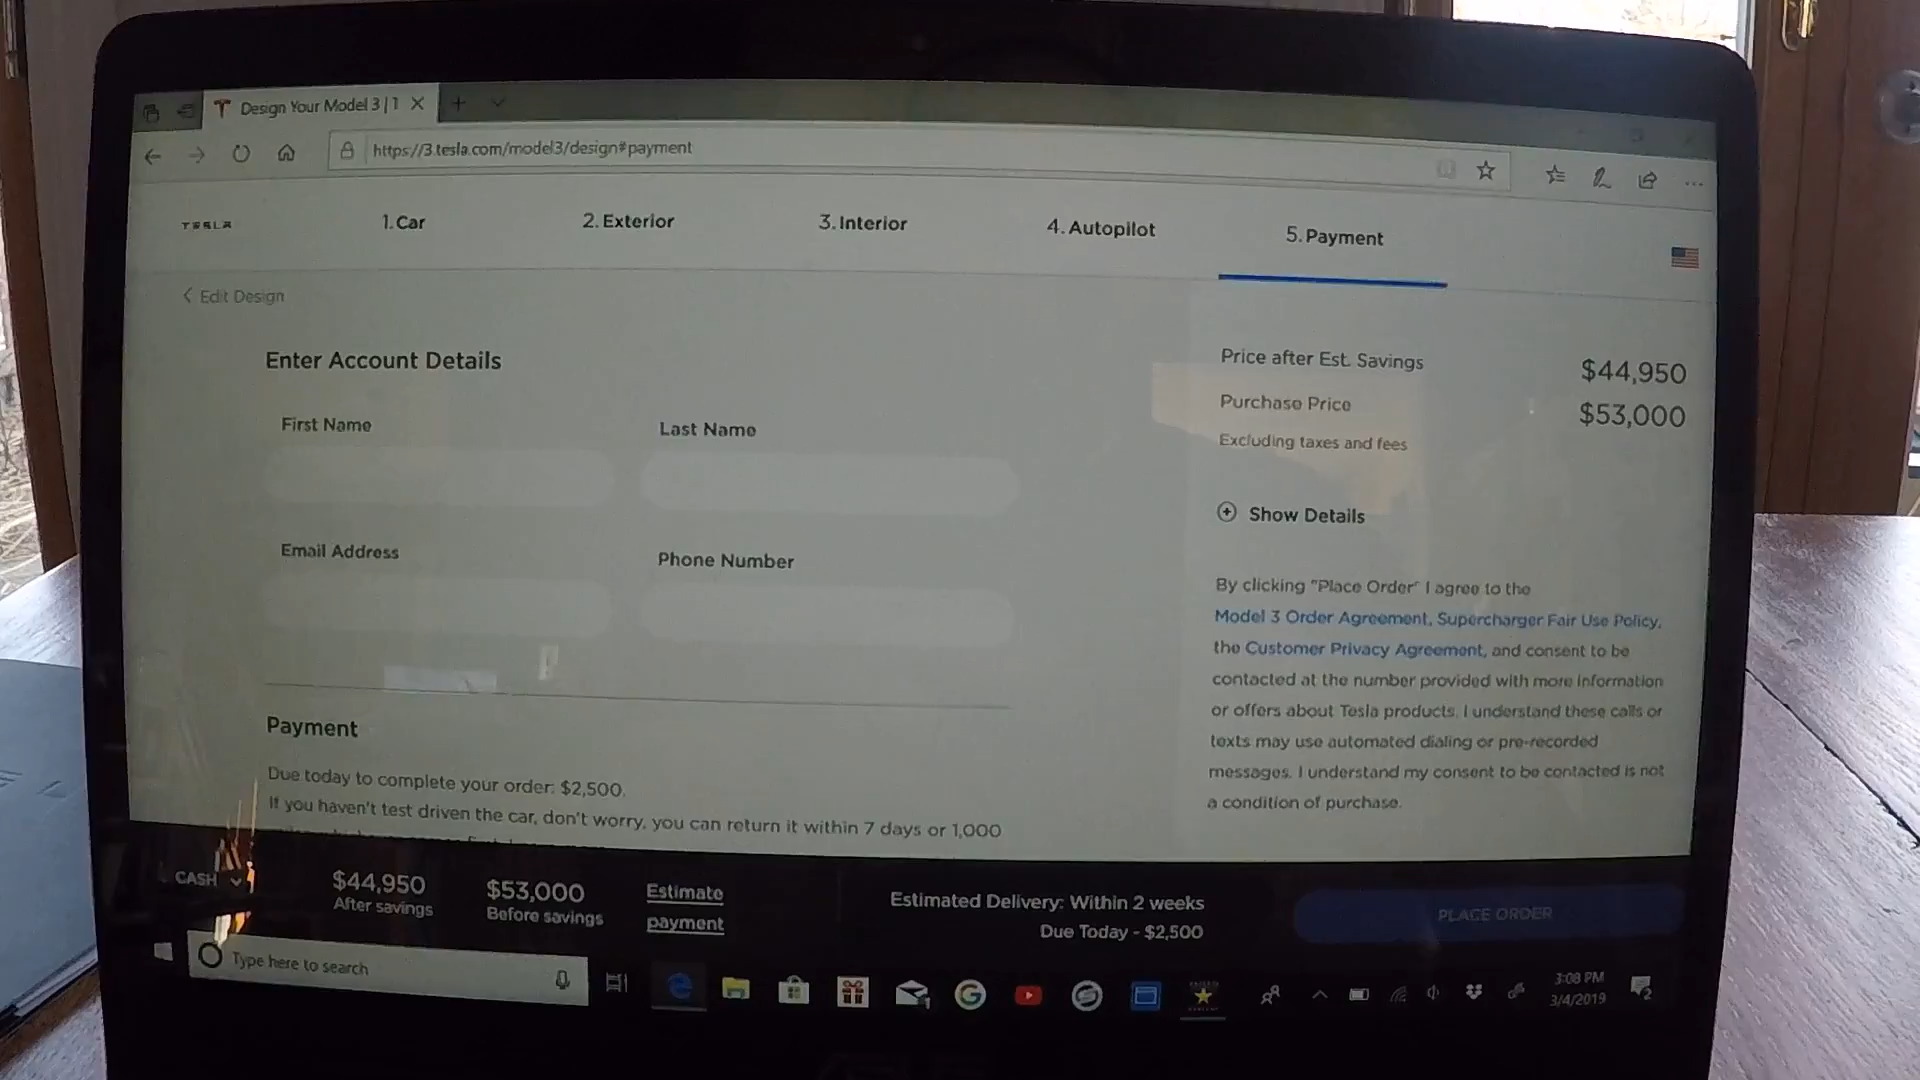 Design Your Model 3 | 1
https://3.tesla.com/model3/design#payment
TESLA
1. Car
2. Exterior
3. Interior
4. Autopilot
5. Payment
< Edit Design
Enter Account Details
First Name
Last Name
Email Address
Phone Number
Payment
Due today to complete your order: $2,500.
If you haven't test driven the car, don't worry, you can return it within 7 days or 1,000
Price after Est. Savings $44,950
Purchase Price $53,000
Excluding taxes and fees
Show Details
By clicking "Place Order" I agree to the
Model 3 Order Agreement, Supercharger Fair Use Policy,
the Customer Privacy Agreement, and consent to be
contacted at the number provided with more information
or offers about Tesla products. I understand these calls or
texts may use automated dialing or pre-recorded
messages. I understand my consent to be contacted is not
a condition of purchase.
CASH
$44,950
After savings
$53,000
Before savings
Estimate
payment
Estimated Delivery: Within 2 weeks
Due Today - $2,500
PLACE ORDER
Type here to search
3:08 PM
3/4/2019